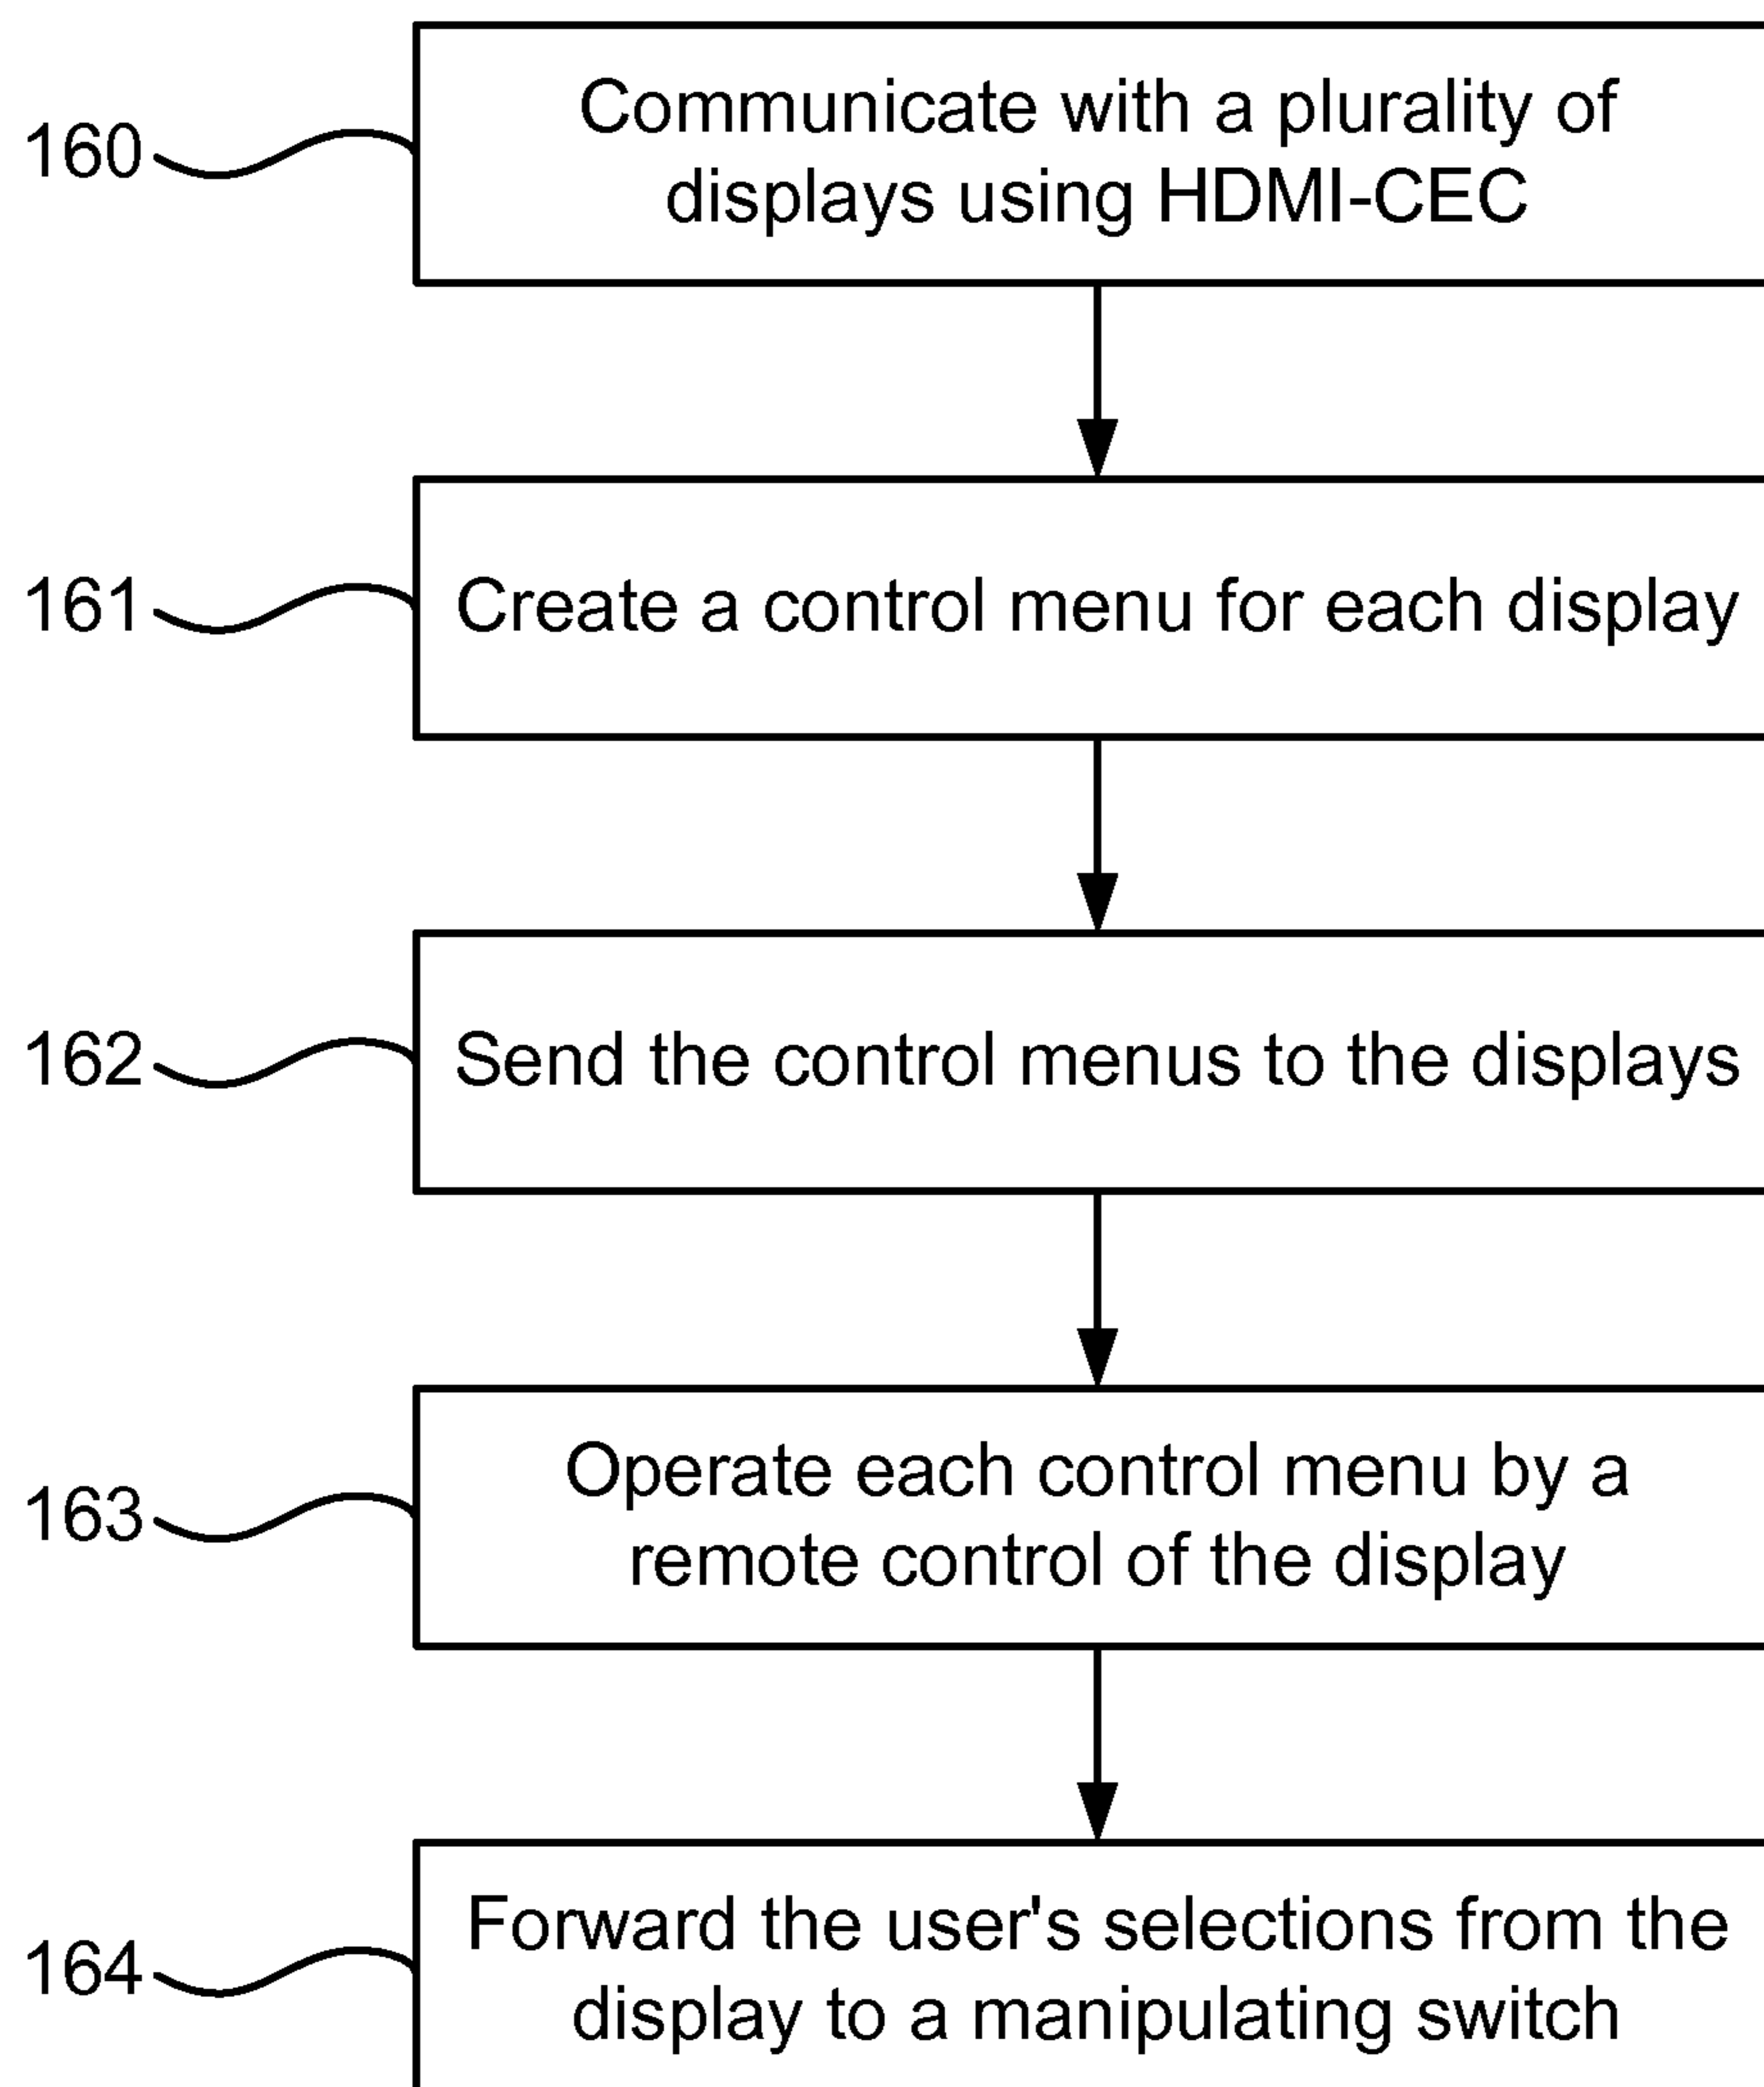 160
Communicate with a plurality of
displays using HDMI-CEC
161
Create a control menu for each display
162
Send the control menus to the displays
163
Operate each control menu by a
remote control of the display
164
Forward the user's selections from the
display to a manipulating switch